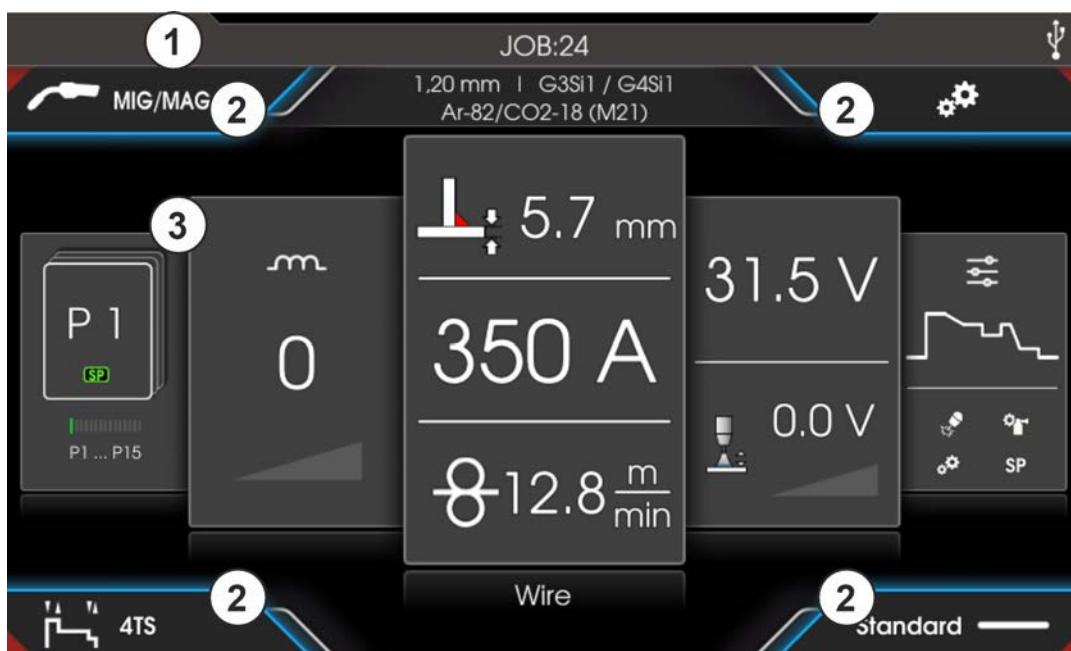 1
JOB:24
MIG/MAG
2
1,20 mm | G3Si1 / G4Si1
Ar-82/CO2-18 (M21)
2
3
P 1
SP
P1 ... P15
0
5.7 mm
350 A
12.8 m/min
31.5 V
0.0 V
SP
Wire
4TS
2
2
Standard